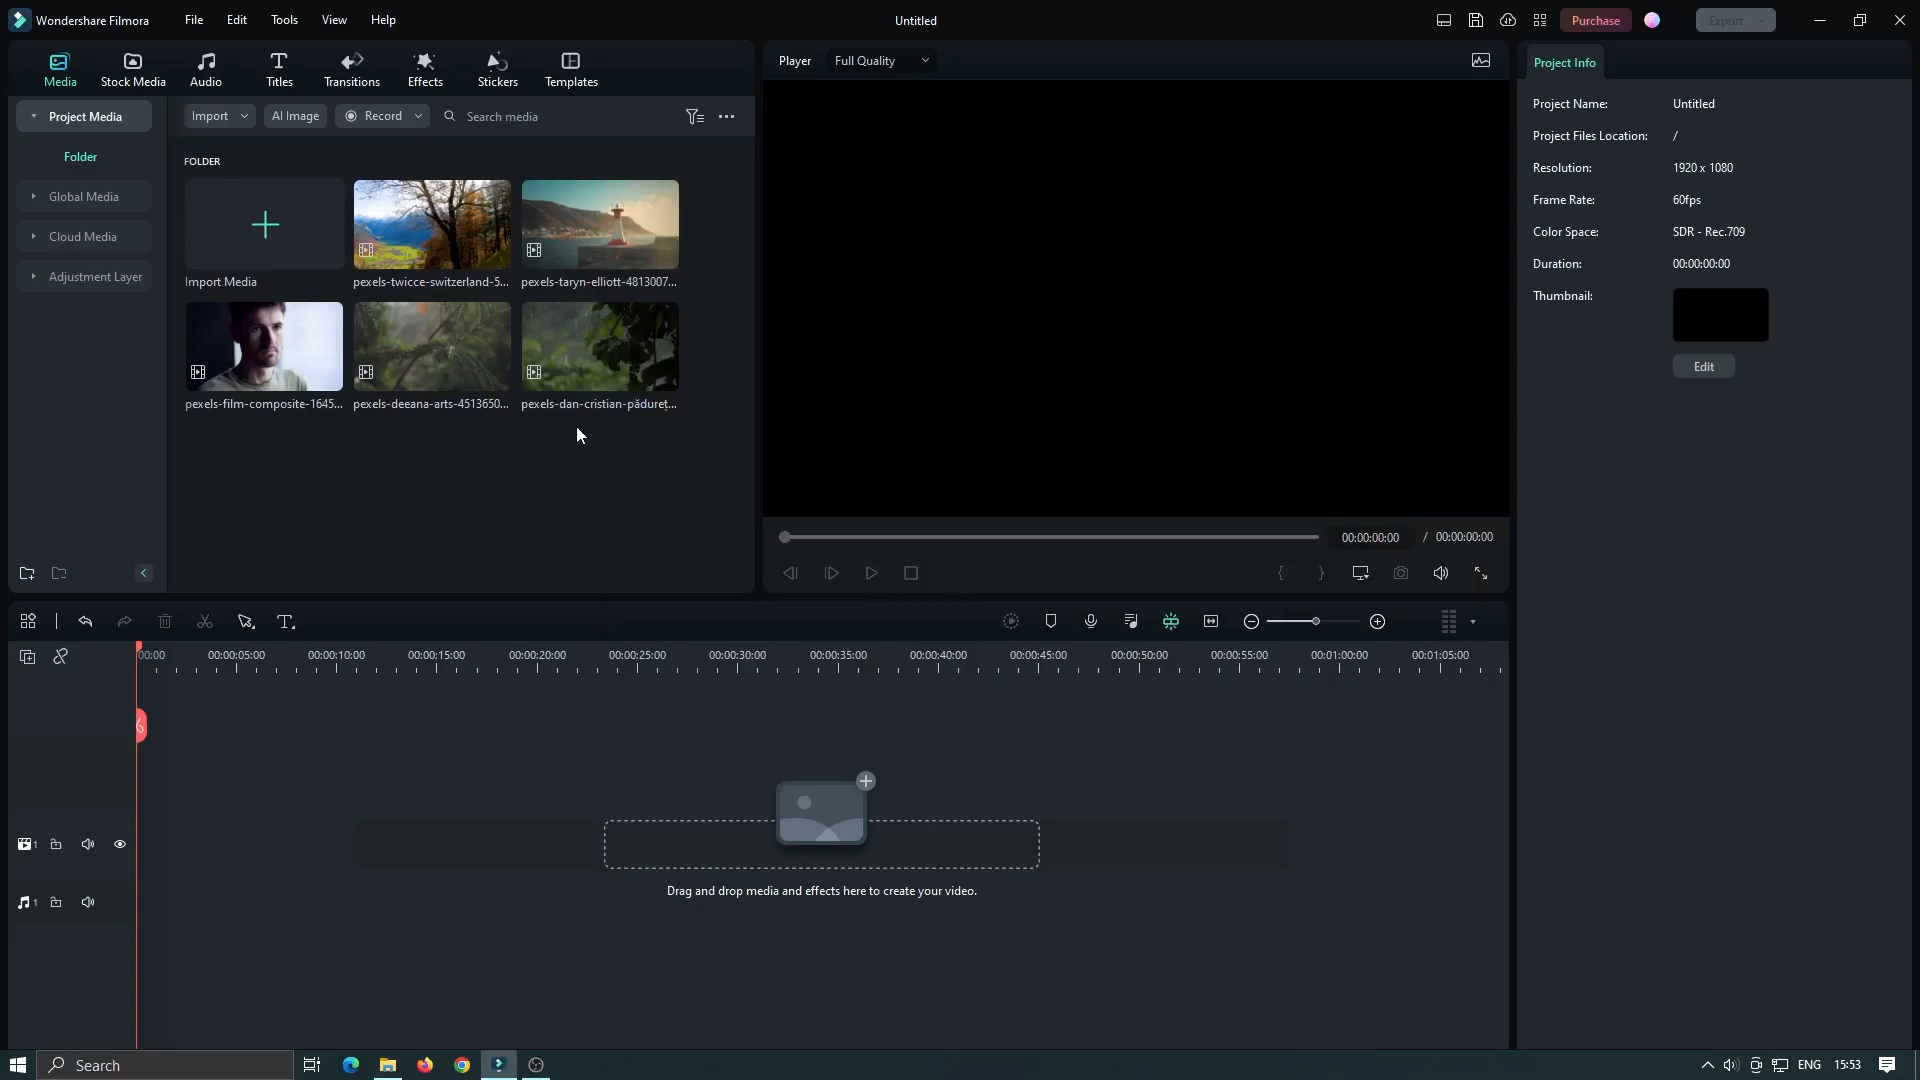 Wondershare Filmora
File
Edit
Tools
View
Help
Untitled
Purchase
Export
Media
Stock Media
Audio
Titles
Transitions
Effects
Stickers
Templates
Player
Full Quality
Project Info
Project Media
Import
AI Image
Record
Search media
Folder
Global Media
Cloud Media
Adjustment Layer
FOLDER
Import Media
pexels-twicce-switzerland-5...
pexels-taryn-elliott-4813007...
pexels-film-composite-1645...
pexels-deeana-arts-4513650...
pexels-dan-cristian-pădureț...
Project Name:
Untitled
Project Files Location:
/
Resolution:
1920 x 1080
Frame Rate:
60fps
Color Space:
SDR - Rec.709
Duration:
00:00:00:00
Thumbnail:
Edit
00:00:00:00 / 00:00:00:00
00:00
00:00:05:00
00:00:10:00
00:00:15:00
00:00:20:00
00:00:25:00
00:00:30:00
00:00:35:00
00:00:40:00
00:00:45:00
00:00:50:00
00:00:55:00
00:01:00:00
00:01:05:00
1
1
Drag and drop media and effects here to create your video.
Search
ENG
15:53